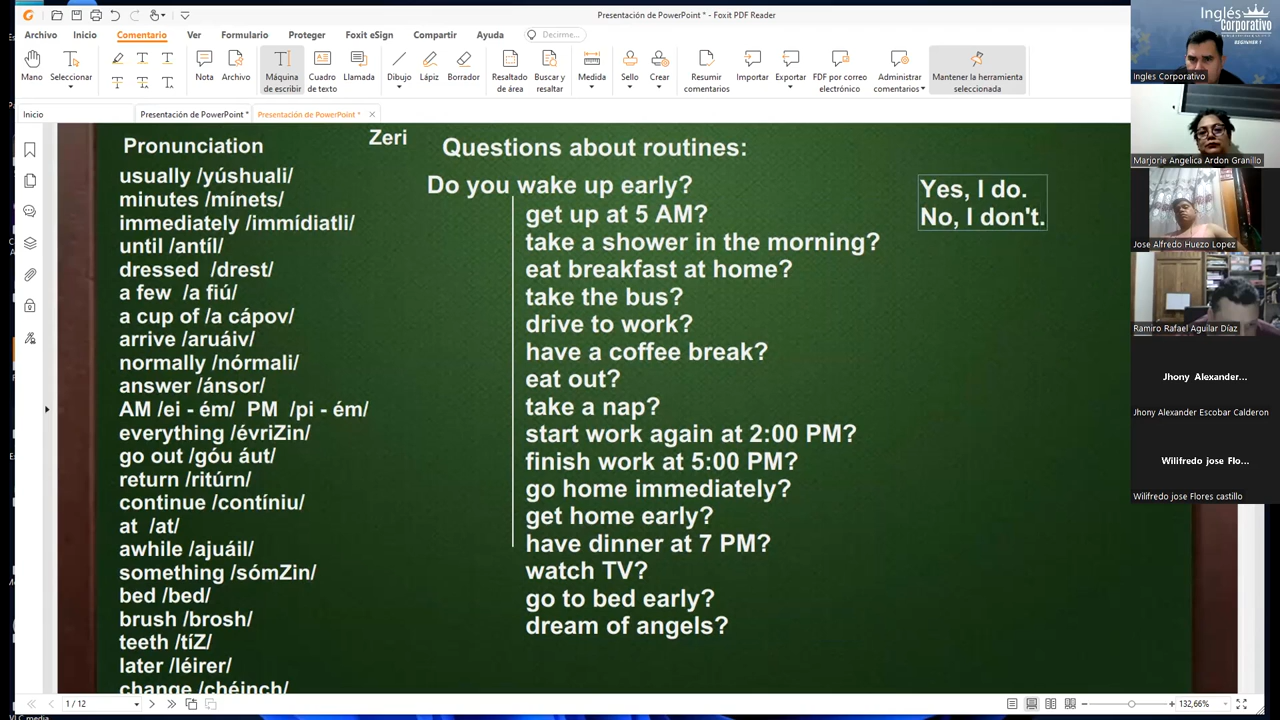 Presentación de PowerPoint * - Foxit PDF Reader
Archivo Inicio Comentario Ver Formulario Proteger Foxit eSign Compartir Ayuda Decirme...
Mano Seleccionar Nota Archivo Máquina de escribir Cuadro de texto Llamada Dibujo Lápiz Borrador Resaltado de área Buscar y resaltar Medida Sello Crear Resumir comentarios Importar Exportar PDF por correo electrónico Administrar comentarios Mantener la herramienta seleccionada
Inicio Presentación de PowerPoint * Presentación de PowerPoint *
Pronunciation
usually /yúshuali/
minutes /mínets/
immediately /immídiatli/
until /antíl/
dressed /drest/
a few /a fiú/
a cup of /a cápov/
arrive /aruáiv/
normally /nórmali/
answer /ánsor/
AM /ei - ém/ PM /pi - ém/
everything /évriZin/
go out /góu áut/
return /ritúrn/
continue /contíniu/
at /at/
awhile /ajuáil/
something /sómZin/
bed /bed/
brush /brosh/
teeth /tíZ/
later /léirer/
change /chéinch/
Zeri
Questions about routines:
Do you wake up early?
get up at 5 AM?
take a shower in the morning?
eat breakfast at home?
take the bus?
drive to work?
have a coffee break?
eat out?
take a nap?
start work again at 2:00 PM?
finish work at 5:00 PM?
go home immediately?
get home early?
have dinner at 7 PM?
watch TV?
go to bed early?
dream of angels?
Yes, I do.
No, I don't.
Inglés
Corporativo
BEGINNER 1
Ingles Corporativo
Marjorie Angelica Ardon Granillo
Jose Alfredo Huezo Lopez
Ramiro Rafael Aguilar Díaz
Jhony Alexander...
Jhony Alexander Escobar Calderon
Wilifredo jose Flo...
Wilifredo jose Flores castillo
1 / 12
132,66%
VLC media